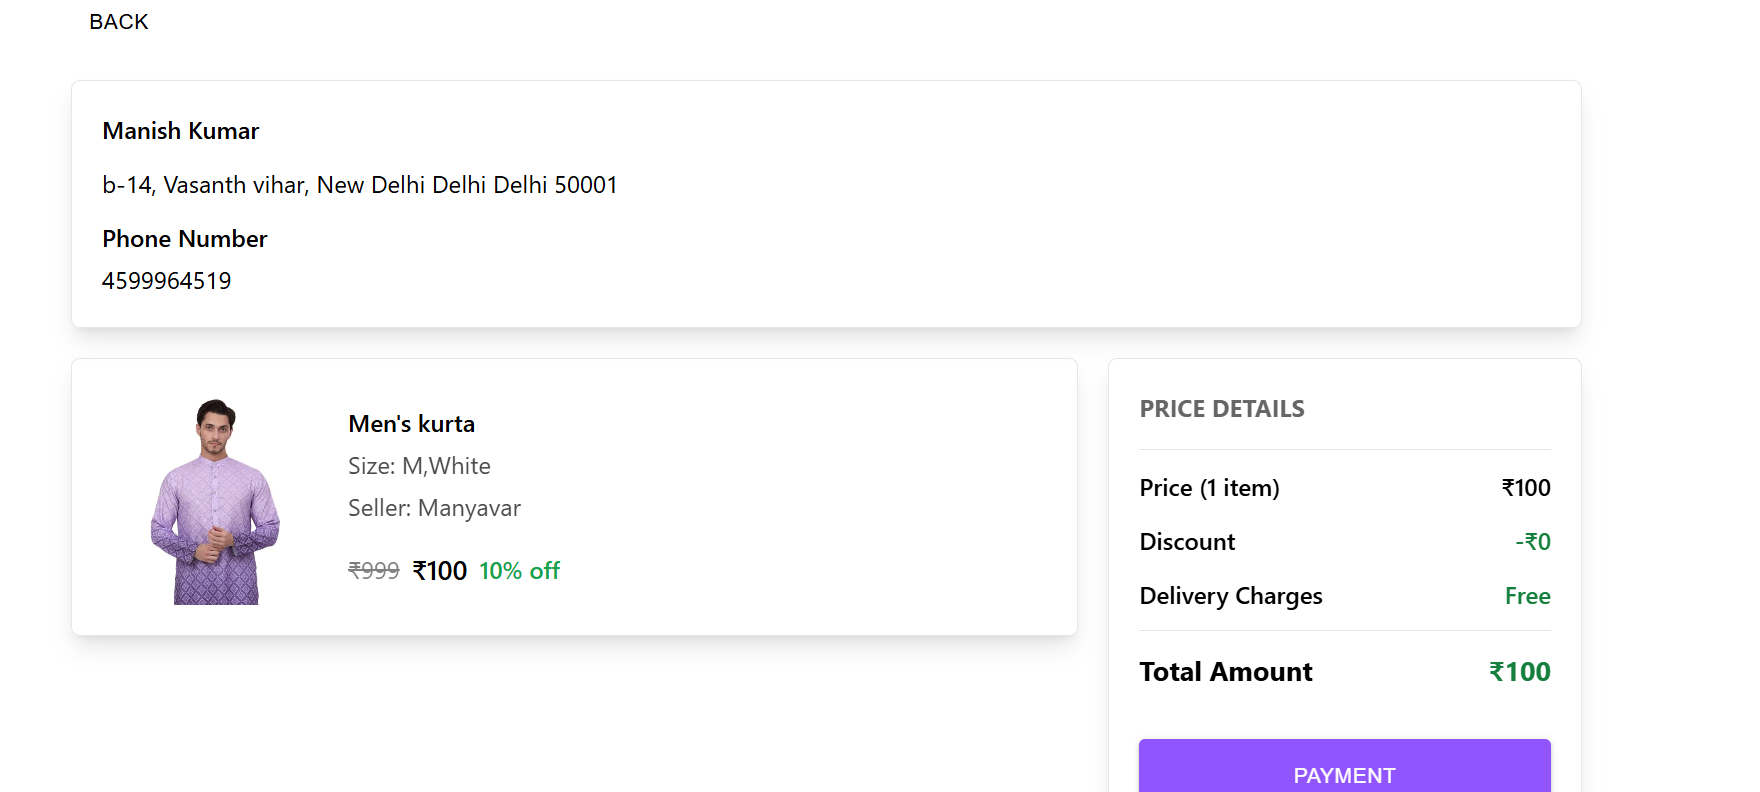 BACK
Manish Kumar
b-14, Vasanth vihar, New Delhi Delhi Delhi 50001
Phone Number
4599964519
Men's kurta
Size: M,White
Seller: Manyavar
₹999 ₹100 10% off
PRICE DETAILS
Price (1 item) ₹100
Discount -₹0
Delivery Charges Free
Total Amount ₹100
PAYMENT